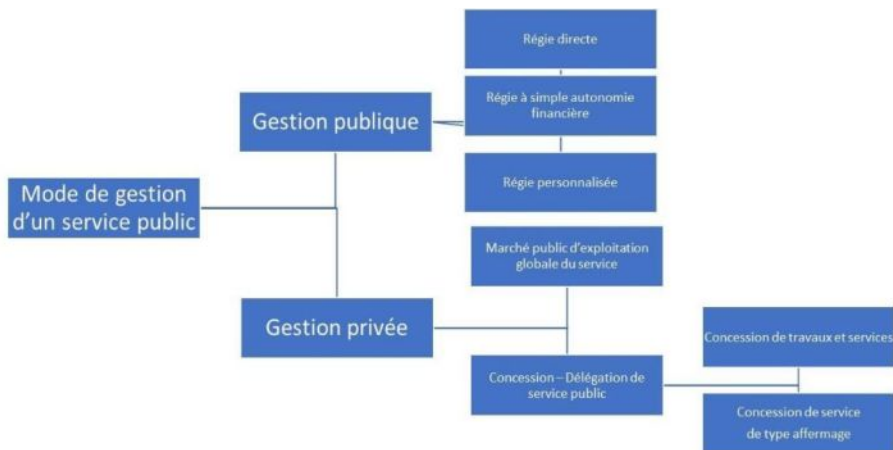 Mode de gestion
d'un service public
Gestion publique
Régie directe
Régie à simple autonomie
financière
Régie personnalisée
Gestion privée
Marché public d'exploitation
globale du service
Concession – Délégation de
service public
Concession de travaux et services
Concession de service
de type affermage